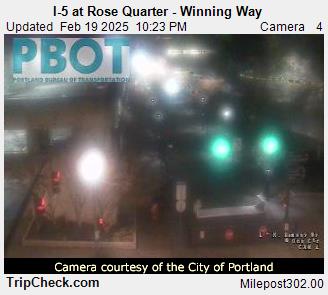 I-5 at Rose Quarter - Winning Way
Updated Feb 19 2025 10:23 PM Camera 4
PBOT
PORTLAND BUREAU OF TRANSPORTATION
Camera courtesy of the City of Portland
TripCheck.com Milepost302.00